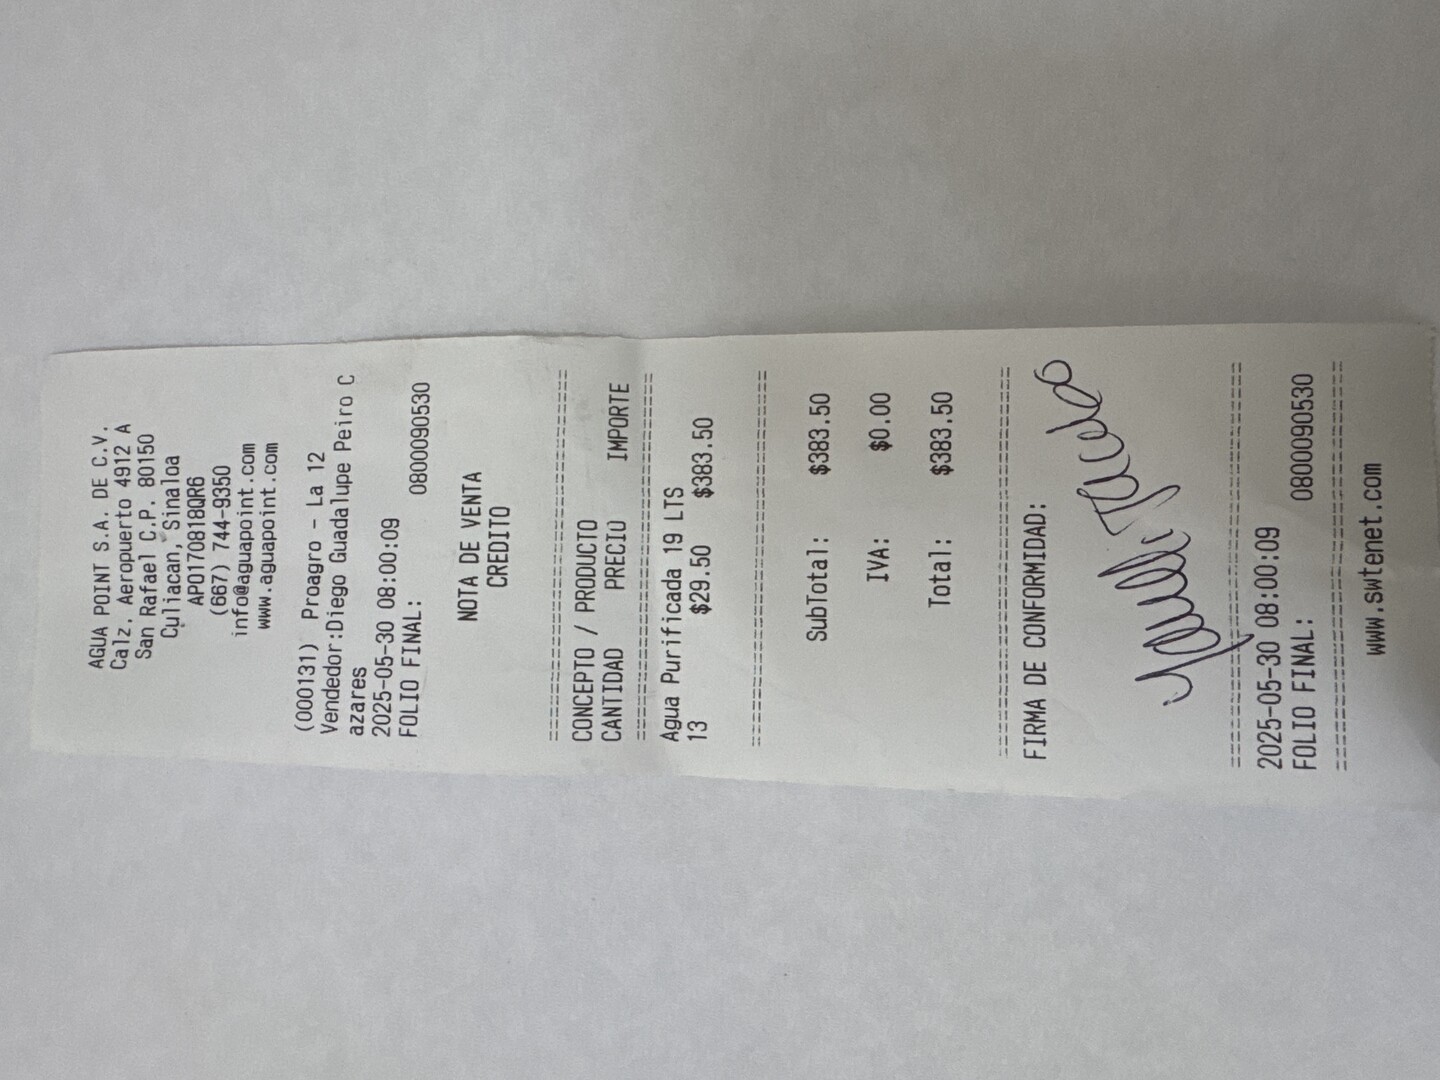 AGUA POINT S.A. DE C.V.
Calz. Aeropuerto 4912 A
San Rafael C.P. 80150
Culiacan, Sinaloa
APO170818QR6
(667) 744-9350
info@aguapoint.com
www.aguapoint.com
(000131) Proagro - La 12
Vendedor:Diego Guadalupe Peiro C
azares
2025-05-30 08:00:09
FOLIO FINAL: 0800090530
NOTA DE VENTA
CREDITO
CONCEPTO / PRODUCTO
CANTIDAD PRECIO IMPORTE
Agua Purificada 19 LTS
13 $29.50 $383.50
SubTotal: $383.50
IVA: $0.00
Total: $383.50
FIRMA DE CONFORMIDAD:
2025-05-30 08:00:09
FOLIO FINAL: 0800090530
www.swtenet.com